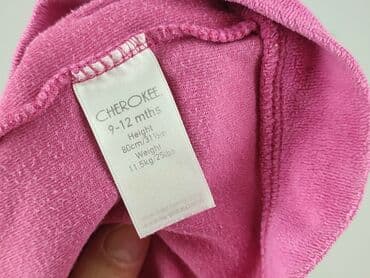 CHEROKEE.
9-12 mths
Height
80cm/31½in
Weight
11.5kg/25lbs